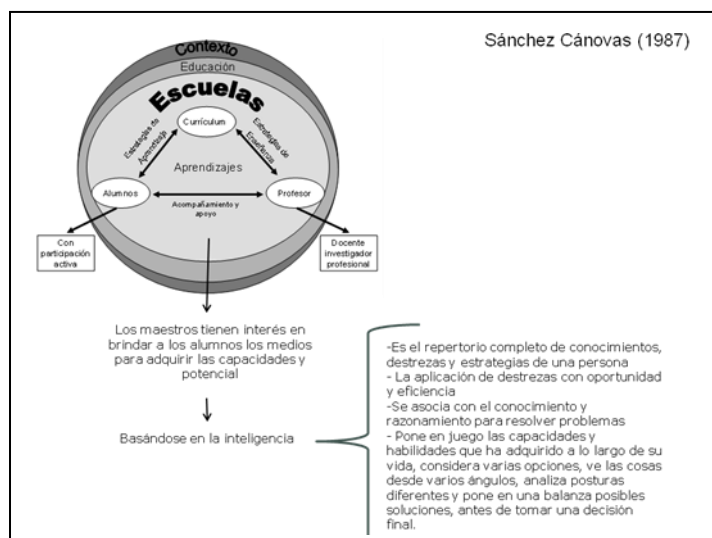 Sánchez Cánovas (1987)
Contexto
Educación
Escuelas
Currículum
Estrategias de
Aprendizaje
Estrategias de
Enseñanza
Aprendizajes
Alumnos
Profesor
Acompañamiento y
apoyo
Con
participación
activa
Docente
investigador
profesional
Los maestros tienen interés en
brindar a los alumnos los medios
para adquirir las capacidades y
potencial
Basándose en la inteligencia
-Es el repertorio completo de conocimientos,
destrezas y estrategias de una persona
- La aplicación de destrezas con oportunidad
y eficiencia
-Se asocia con el conocimiento y
razonamiento para resolver problemas
- Pone en juego las capacidades y
habilidades que ha adquirido a lo largo de su
vida, considera varias opciones, ve las cosas
desde varios ángulos, analiza posturas
diferentes y pone en una balanza posibles
soluciones, antes de tomar una decisión
final.